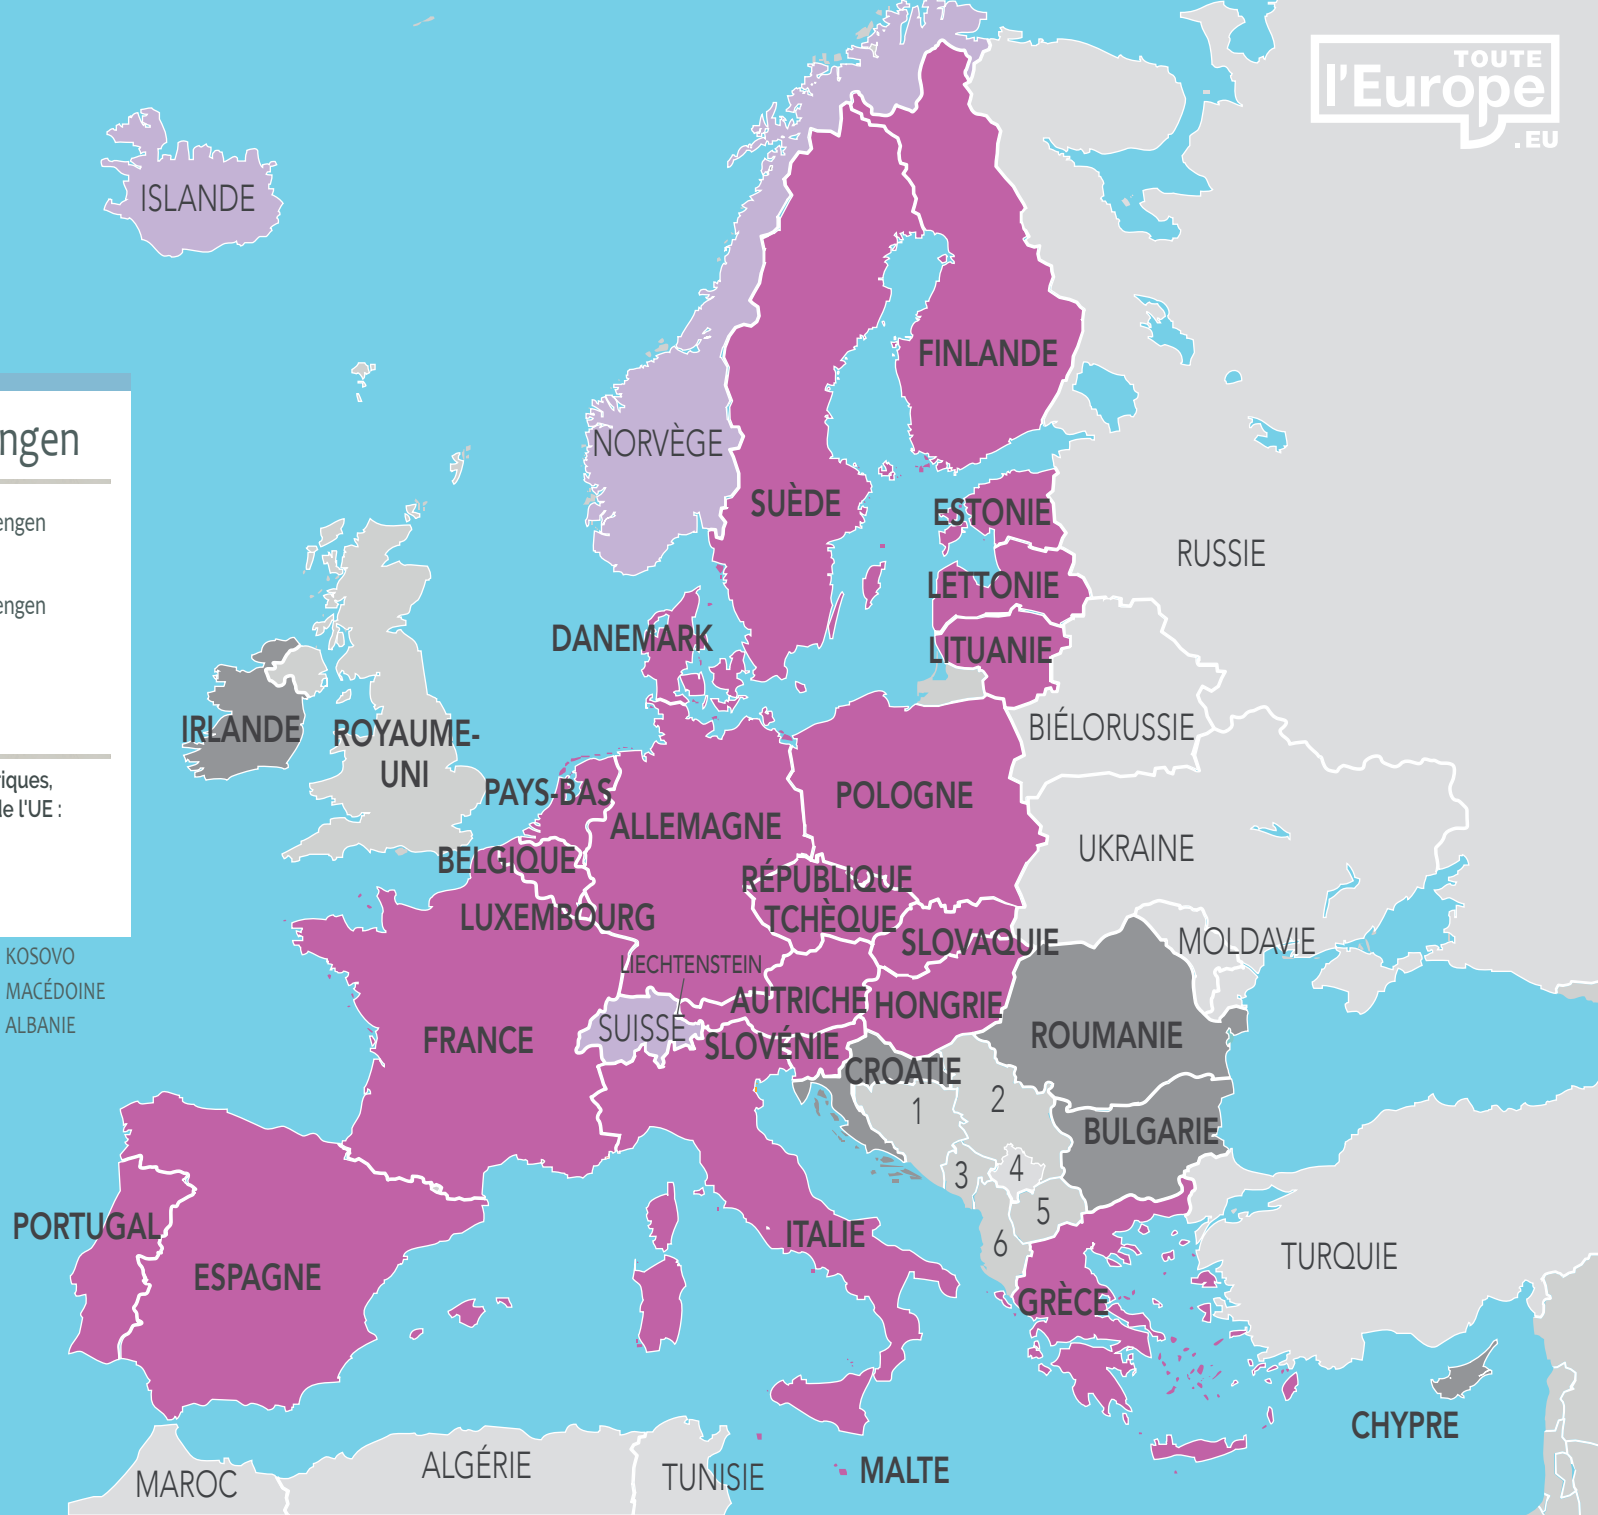 TOUTE
l'Europe
.EU
ISLANDE
FINLANDE
NORVÈGE
ngen
SUÈDE
ESTONIE
engen
RUSSIE
LETTONIE
engen
DANEMARK
LITUANIE
IRLANDE
ROYAUME-
UNI
BIÉLORUSSIE
iques,
de l'UE :
PAYS-BAS
POLOGNE
ALLEMAGNE
UKRAINE
BELGIQUE
RÉPUBLIQUE
TCHÈQUE
LUXEMBOURG
SLOVAQUIE
MOLDAVIE
KOSOVO
MACÉDOINE
ALBANIE
LIECHTENSTEIN
AUTRICHE
HONGRIE
SUISSE
FRANCE
SLOVÉNIE
ROUMANIE
CROATIE
1
2
BULGARIE
3
4
5
6
PORTUGAL
ESPAGNE
ITALIE
TURQUIE
GRÈCE
CHYPRE
MALTE
MAROC
ALGÉRIE
TUNISIE